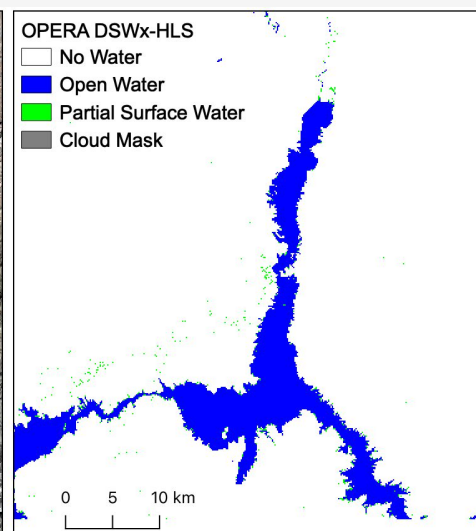 OPERA DSWx-HLS
No Water
Open Water
Partial Surface Water
Cloud Mask
0 5 10 km